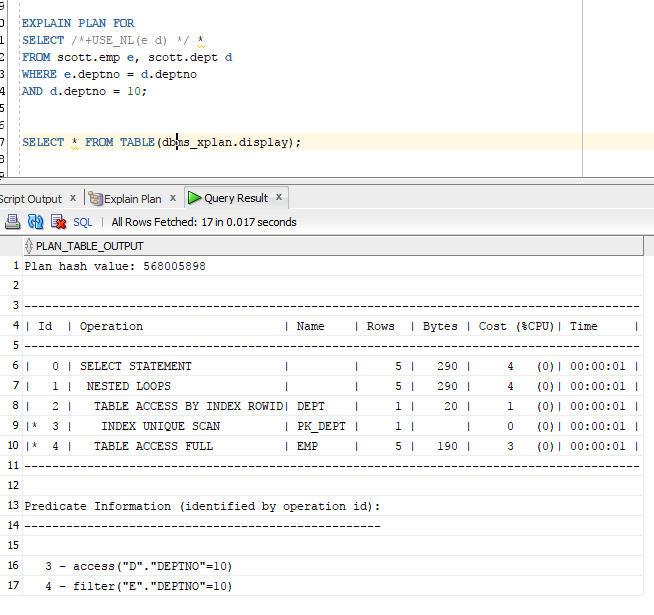 EXPLAIN PLAN FOR
SELECT /*+USE_NL(e d) */ *
FROM scott.emp e, scott.dept d
WHERE e.deptno = d.deptno
AND d.deptno = 10;
SELECT * FROM TABLE(dbms_xplan.display);
Script Output x Explain Plan x Query Result x
SQL | All Rows Fetched: 17 in 0.017 seconds
PLAN_TABLE_OUTPUT
1 Plan hash value: 568005898
2
3 ----------------------------------------------------------------------------------------
4 | Id | Operation | Name | Rows | Bytes | Cost (%CPU)| Time |
5 ----------------------------------------------------------------------------------------
6 | 0 | SELECT STATEMENT | | 5 | 290 | 4 (0)| 00:00:01 |
7 | 1 | NESTED LOOPS | | 5 | 290 | 4 (0)| 00:00:01 |
8 | 2 | TABLE ACCESS BY INDEX ROWID| DEPT | 1 | 20 | 1 (0)| 00:00:01 |
9 |* 3 | INDEX UNIQUE SCAN | PK_DEPT | 1 | | 0 (0)| 00:00:01 |
10 |* 4 | TABLE ACCESS FULL | EMP | 5 | 190 | 3 (0)| 00:00:01 |
11 ----------------------------------------------------------------------------------------
12
13 Predicate Information (identified by operation id):
14 ---------------------------------------------------
15
16 3 - access("D"."DEPTNO"=10)
17 4 - filter("E"."DEPTNO"=10)